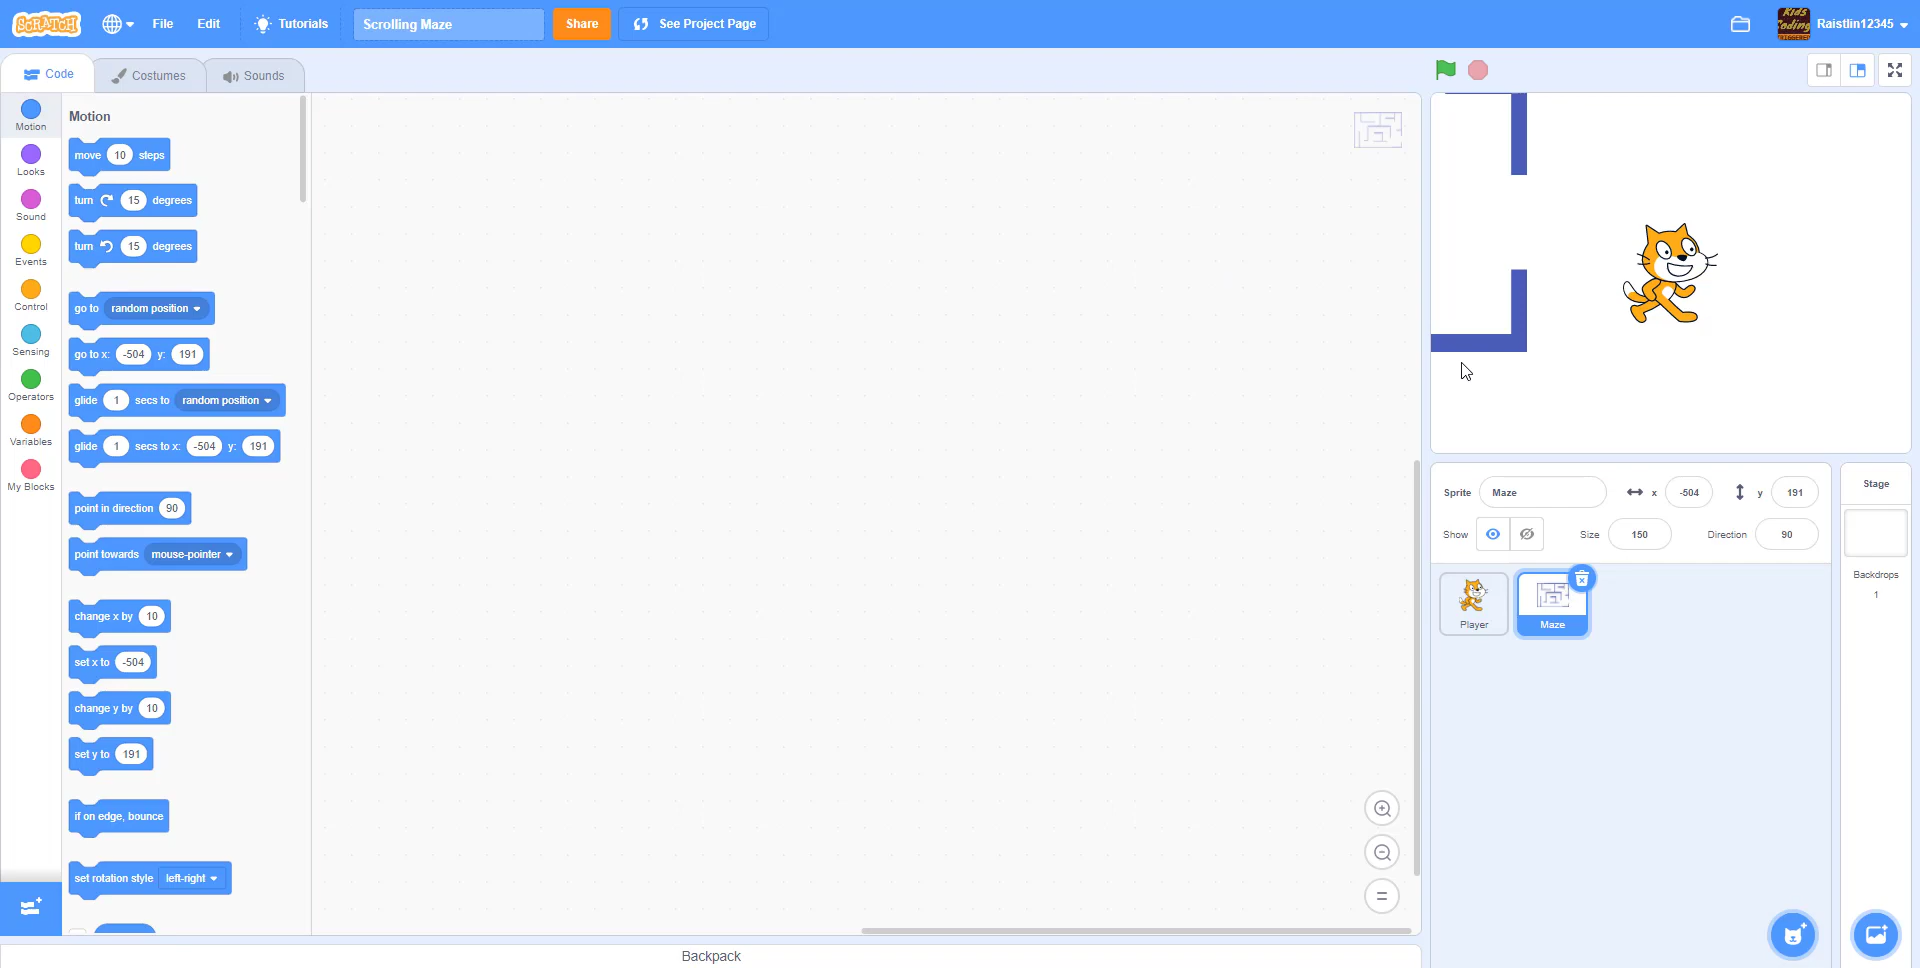 SCRATCH File Edit Tutorials Scrolling Maze Share See Project Page Raistlin12345
Code Costumes Sounds
Motion
Looks
Sound
Events
Control
Sensing
Operators
Variables
My Blocks
Motion
move 10 steps
turn 15 degrees
turn 15 degrees
go to random position
go to x: -504 y: 191
glide 1 secs to random position
glide 1 secs to x: -504 y: 191
point in direction 90
point towards mouse-pointer
change x by 10
set x to -504
change y by 10
set y to 191
if on edge, bounce
set rotation style left-right
Backpack
Sprite Maze x -504 y 191
Show Size 150 Direction 90
Player
Maze
Stage
Backdrops
1